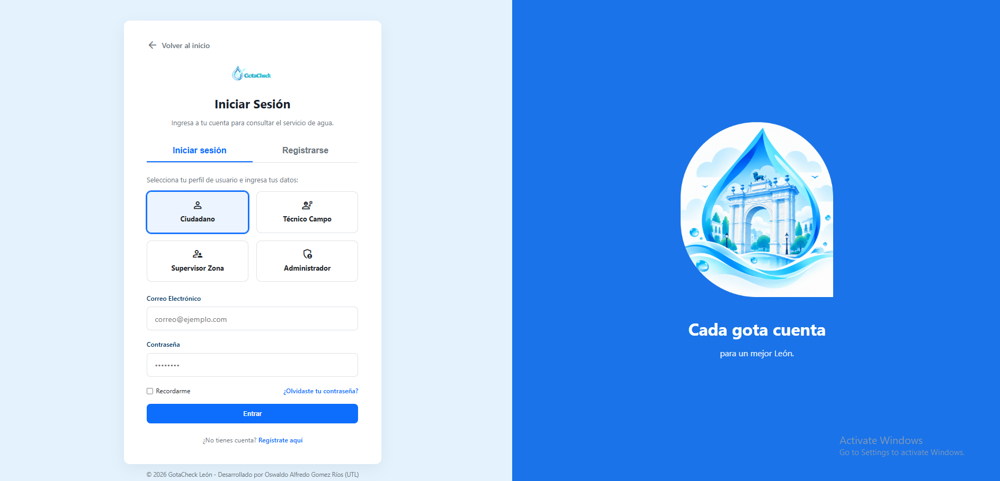 Volver al inicio
GotaCheck
Iniciar Sesión
Ingresa a tu cuenta para consultar el servicio de agua.
Iniciar sesión
Registrarse
Selecciona tu perfil de usuario e ingresa tus datos:
Ciudadano
Técnico Campo
Supervisor Zona
Administrador
Correo Electrónico
correo@ejemplo.com
Contraseña
••••••••
Recordarme
¿Olvidaste tu contraseña?
Entrar
¿No tienes cuenta? Regístrate aquí
© 2026 GotaCheck León - Desarrollado por Oswaldo Alfredo Gomez Ríos (UTL)
Cada gota cuenta
para un mejor León.
Activate Windows
Go to Settings to activate Windows.